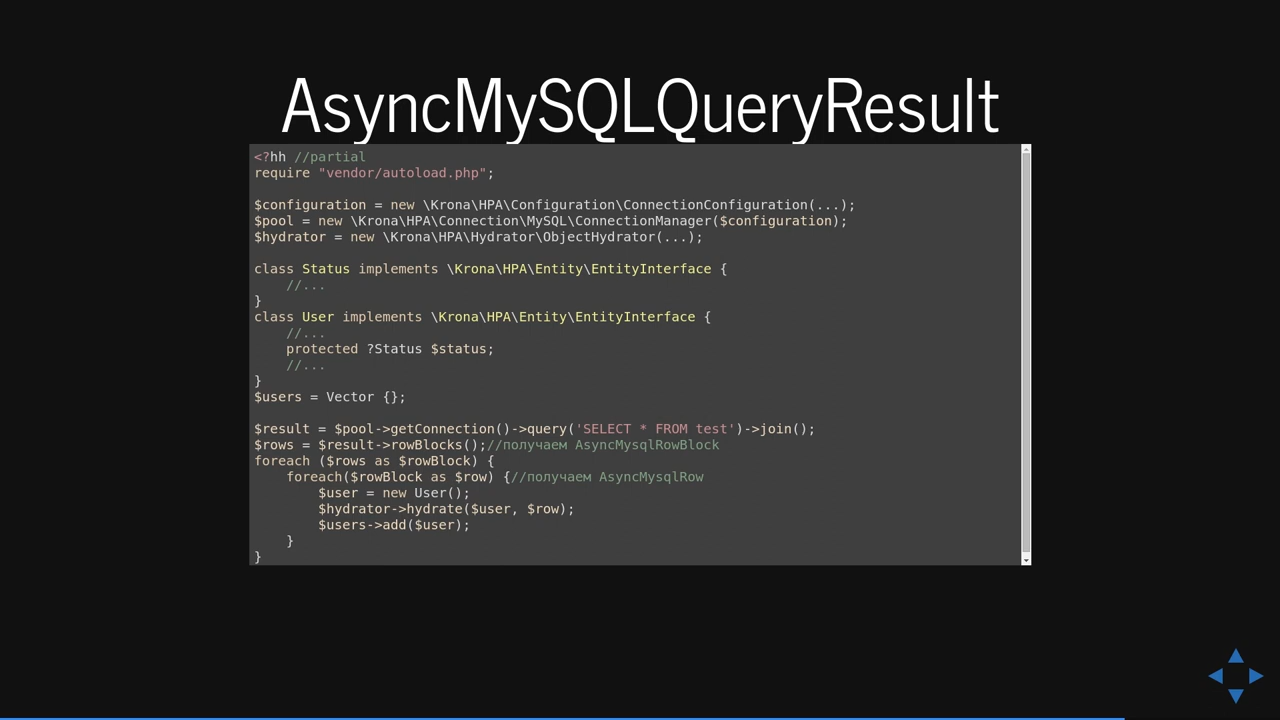 AsyncMySQLQueryResult
<?hh //partial
require "vendor/autoload.php";
$configuration = new \Krona\HPA\Configuration\ConnectionConfiguration(...);
$pool = new \Krona\HPA\Connection\MySQL\ConnectionManager($configuration);
$hydrator = new \Krona\HPA\Hydrator\ObjectHydrator(...);
class Status implements \Krona\HPA\Entity\EntityInterface {
    //...
}
class User implements \Krona\HPA\Entity\EntityInterface {
    //...
    protected ?Status $status;
    //...
}
$users = Vector {};
$result = $pool->getConnection()->query('SELECT * FROM test')->join();
$rows = $result->rowBlocks();//получаем AsyncMysqlRowBlock
foreach ($rows as $rowBlock) {
    foreach($rowBlock as $row) {//получаем AsyncMysqlRow
        $user = new User();
        $hydrator->hydrate($user, $row);
        $users->add($user);
    }
}